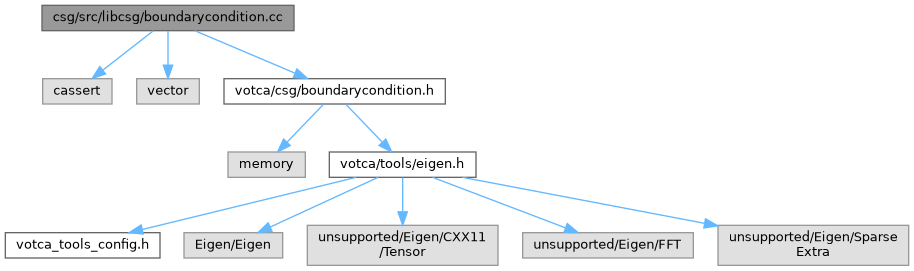 csg/src/libcsg/boundarycondition.cc
cassert
vector
votca/csg/boundarycondition.h
memory
votca/tools/eigen.h
votca_tools_config.h
Eigen/Eigen
unsupported/Eigen/CXX11
/Tensor
unsupported/Eigen/FFT
unsupported/Eigen/Sparse
Extra